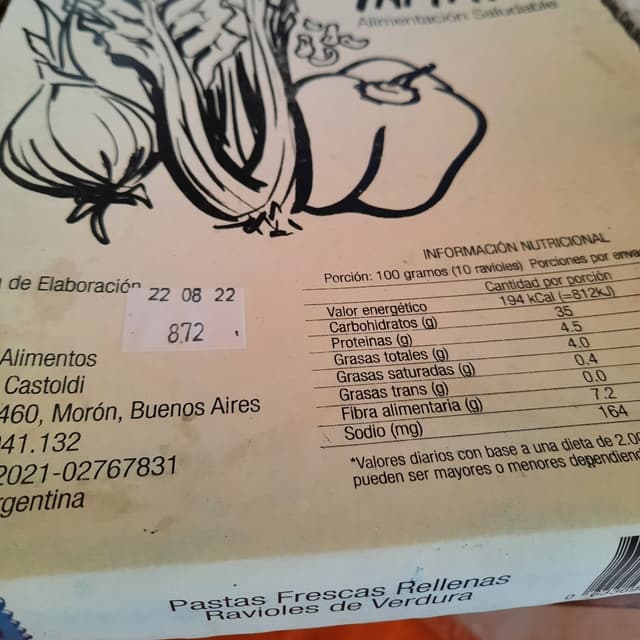 Alimentación Saludable
de Elaboración
22 08 22
872
Alimentos
Castoldi
460, Morón, Buenos Aires
41.132
2021-02767831
rgentina
INFORMACIÓN NUTRICIONAL
Porción: 100 gramos (10 ravioles) Porciones por enva
Cantidad por porción
Valor energético 194 kCal (=812kJ)
Carbohidratos (g) 35
Proteínas (g) 4.5
Grasas totales (g) 4.0
Grasas saturadas (g) 0.4
Grasas trans (g) 0.0
Fibra alimentaria (g) 7.2
Sodio (mg) 164
*Valores diarios con base a una dieta de 2.00
pueden ser mayores o menores dependiend
Pastas Frescas Rellenas
Ravioles de Verdura